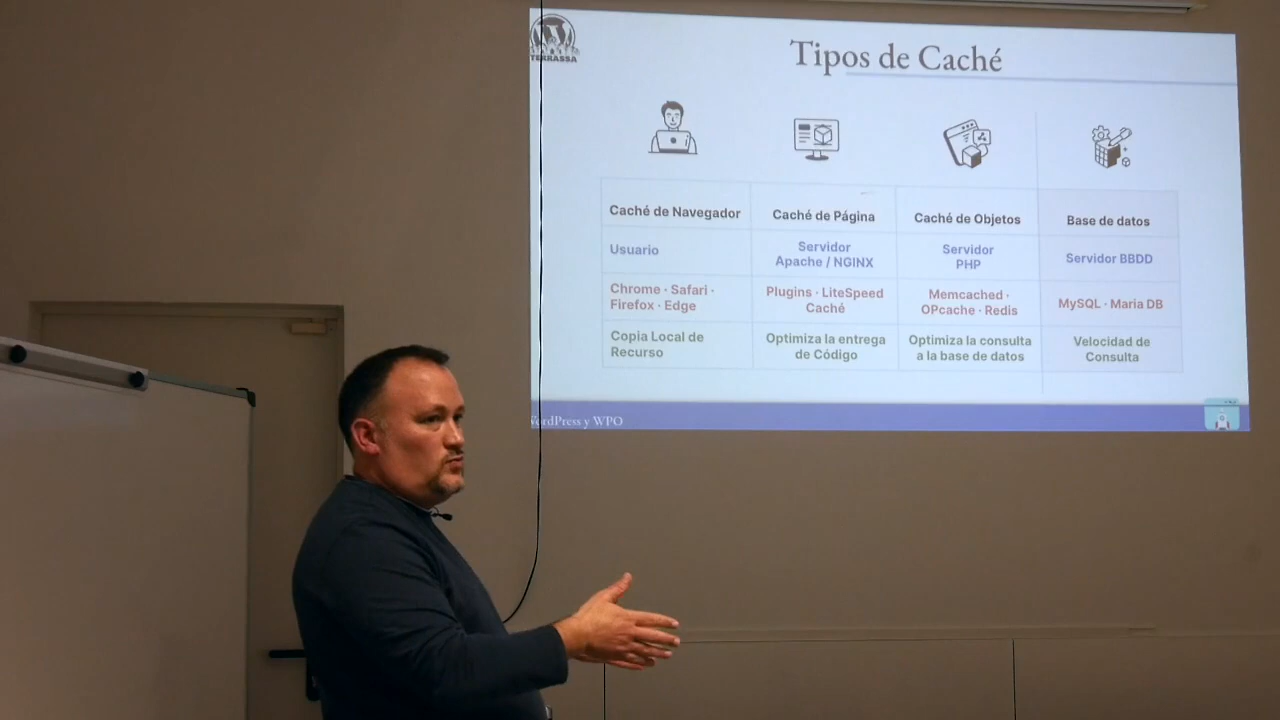 TERRASSA
Tipos de Caché
Caché de Navegador
Caché de Página
Caché de Objetos
Base de datos
Usuario
Servidor
Apache / NGINX
Servidor
PHP
Servidor BBDD
Chrome · Safari ·
Firefox · Edge
Plugins · LiteSpeed
Caché
Memcached ·
OPcache · Redis
MySQL · Maria DB
Copia Local de
Recurso
Optimiza la entrega
de Código
Optimiza la consulta
a la base de datos
Velocidad de
Consulta
WordPress y WPO